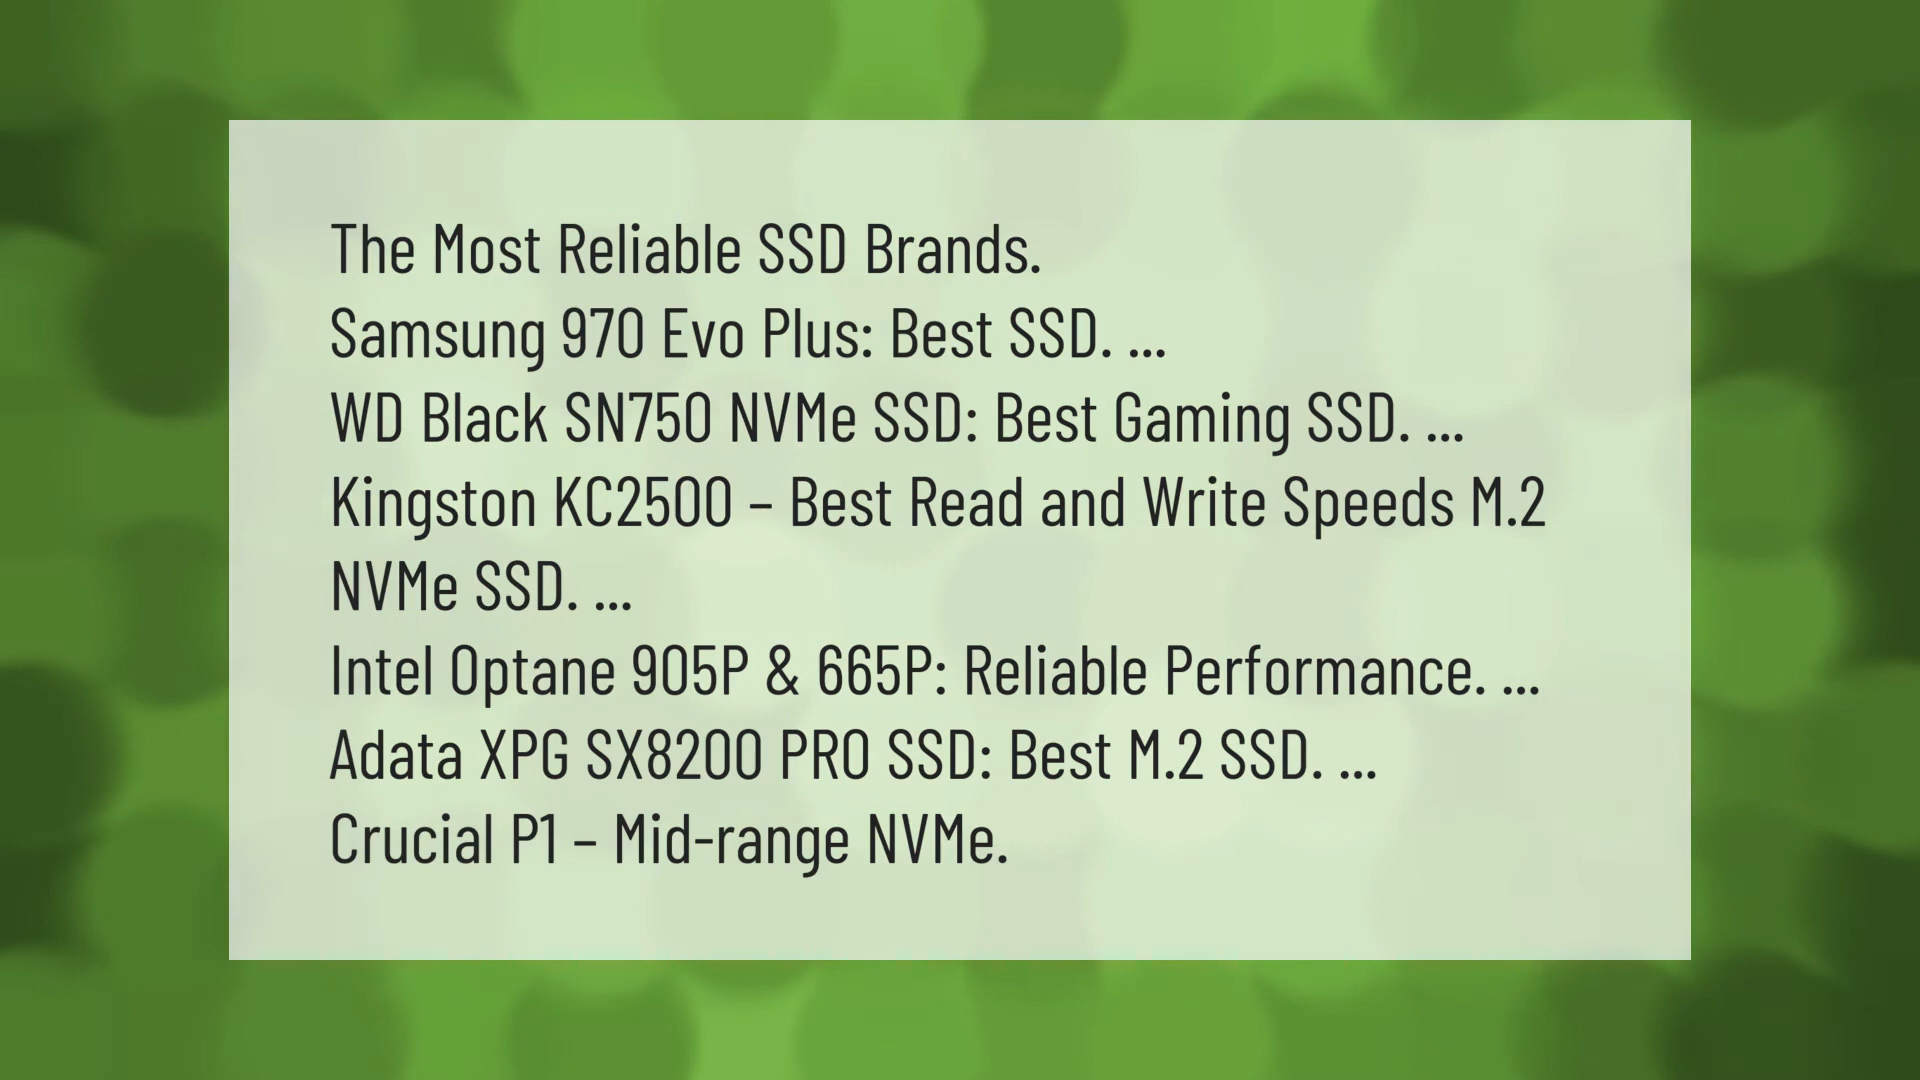 The Most Reliable SSD Brands.
Samsung 970 Evo Plus: Best SSD. ...
WD Black SN750 NVMe SSD: Best Gaming SSD. ...
Kingston KC2500 – Best Read and Write Speeds M.2
NVMe SSD. ...
Intel Optane 905P & 665P: Reliable Performance. ...
Adata XPG SX8200 PRO SSD: Best M.2 SSD. ...
Crucial P1 – Mid-range NVMe.